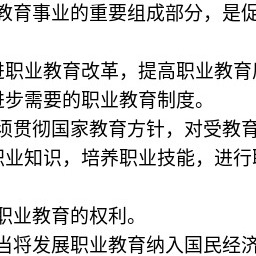 教育事业的重要组成部分，是促
进职业教育改革，提高职业教育
进步需要的职业教育制度。
须贯彻国家教育方针，对受教育
职业知识，培养职业技能，进行
职业教育的权利。
当将发展职业教育纳入国民经济